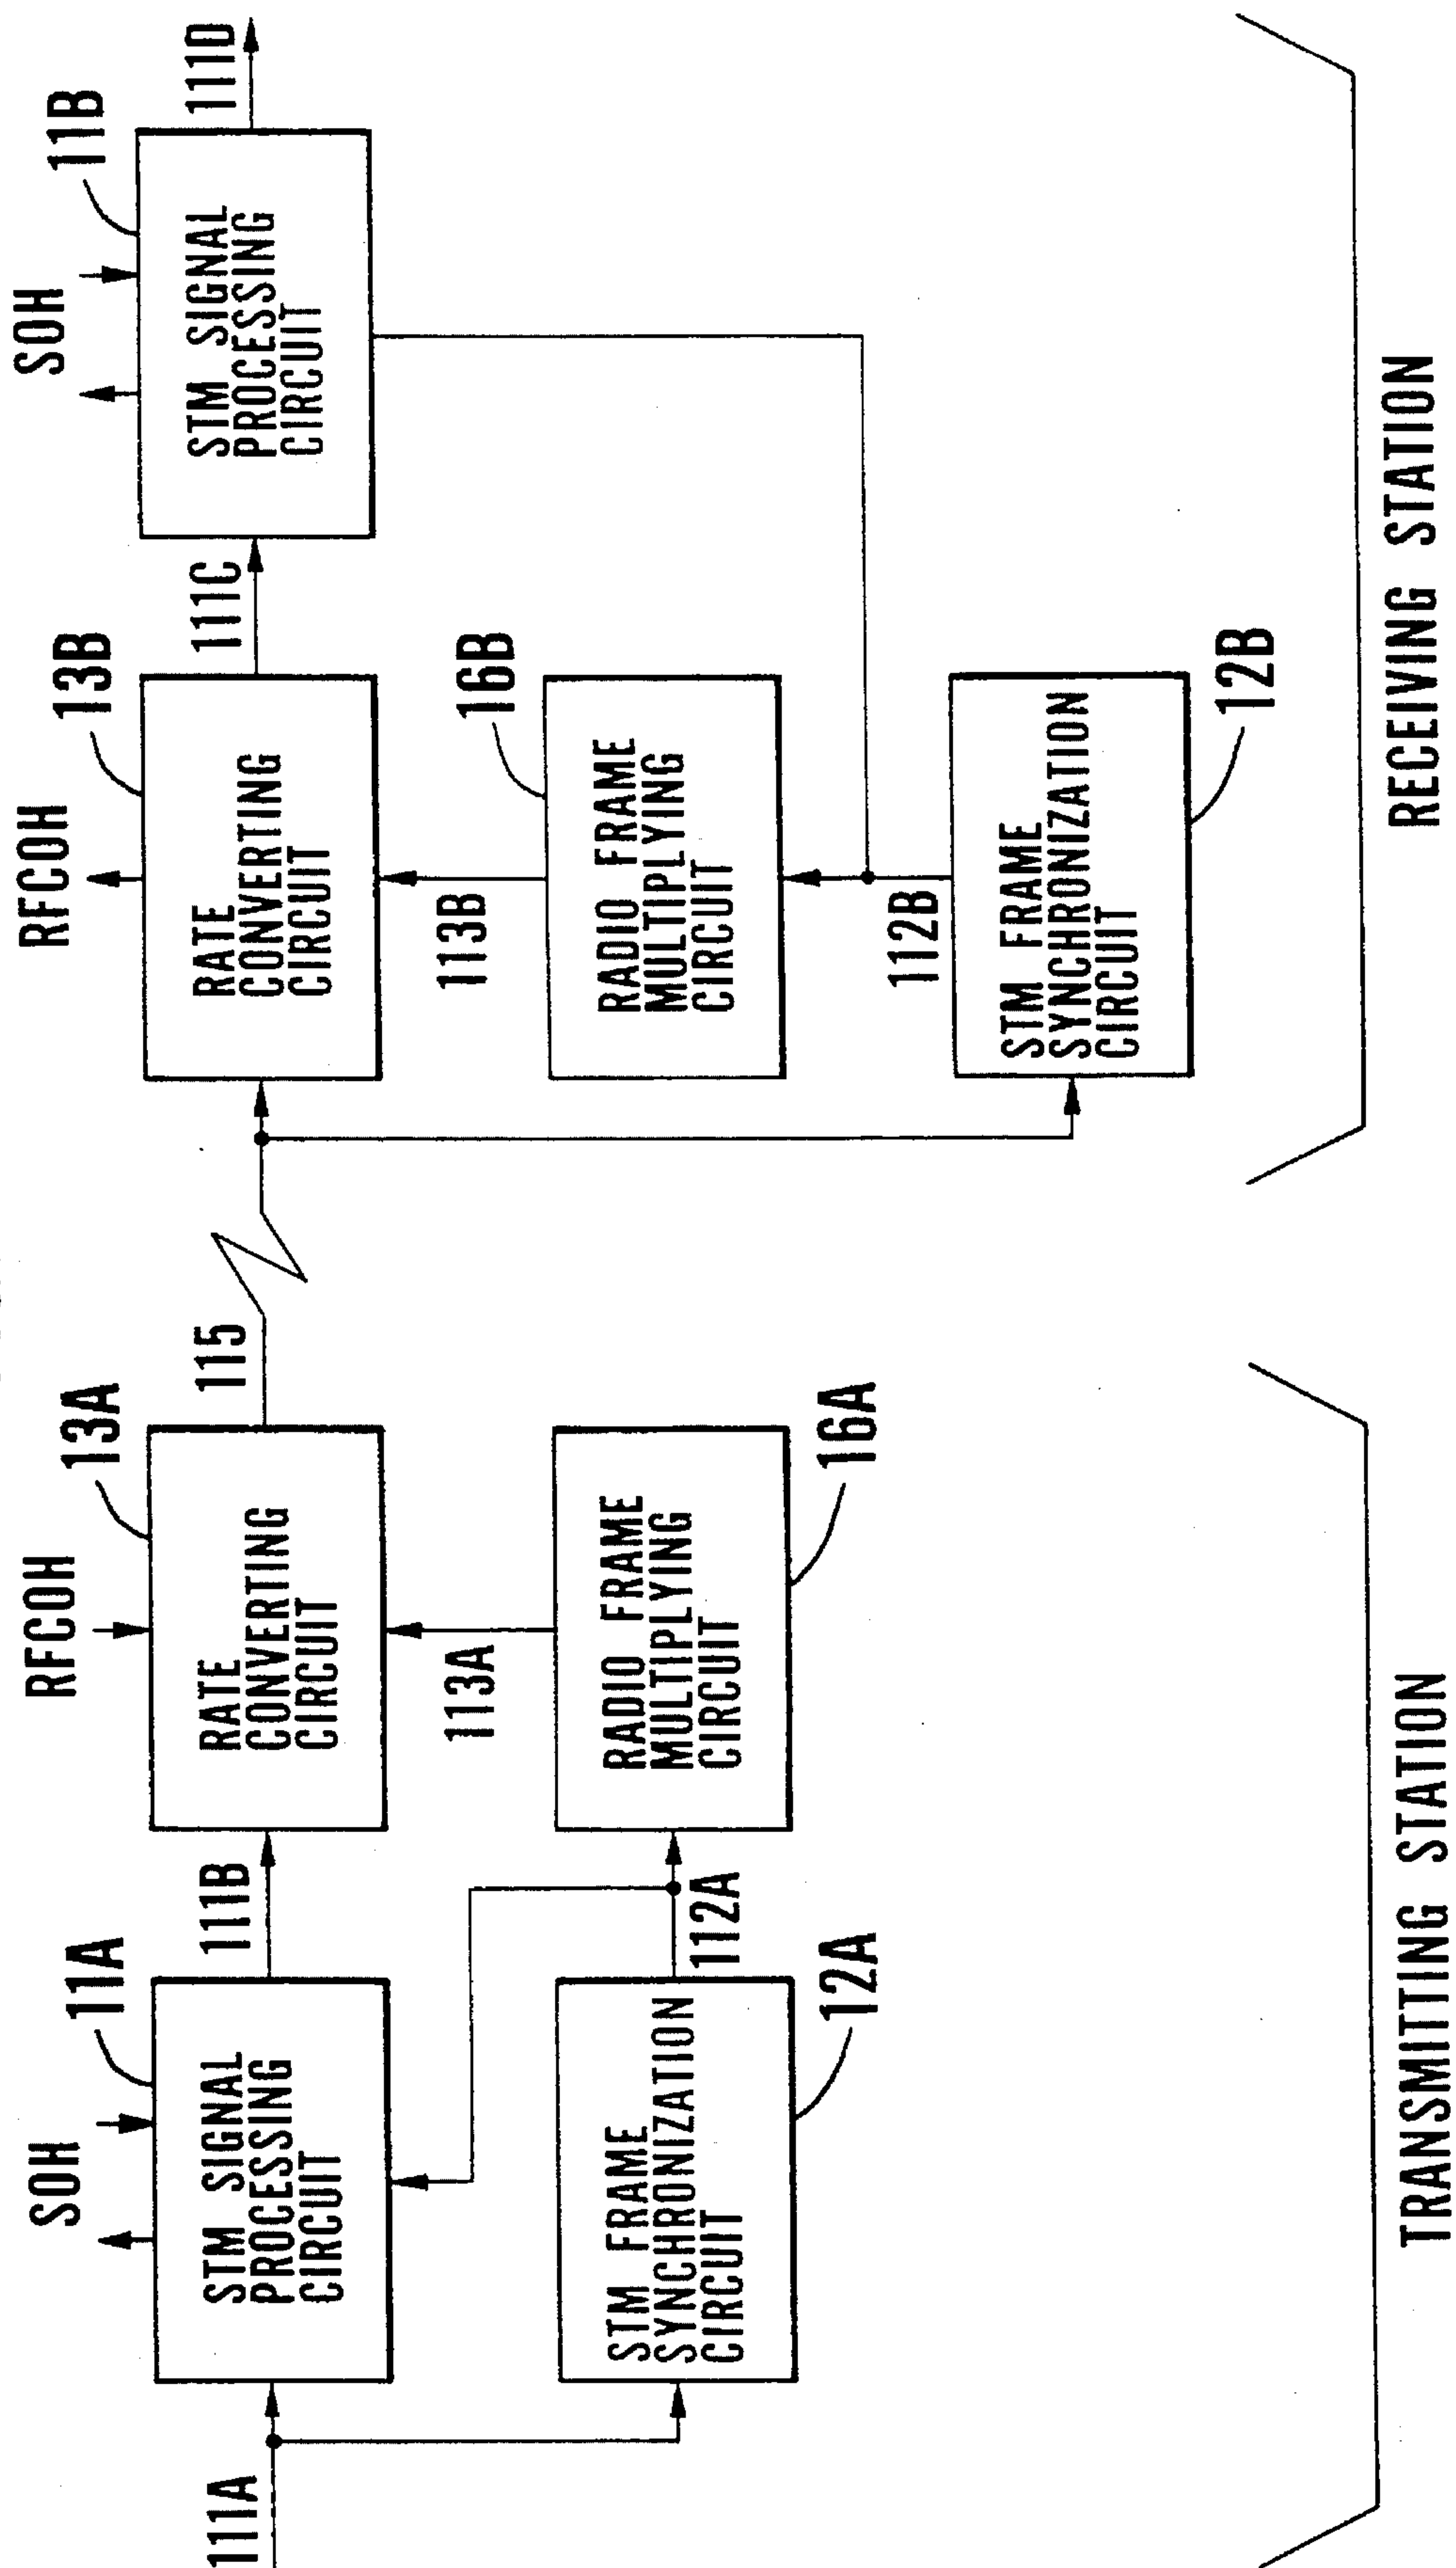 SOH
11A
RFCOH
13A
RFCOH
13B
SOH
11B
111A
STM SIGNAL
PROCESSING
CIRCUIT
111B
RATE
CONVERTING
CIRCUIT
115
RATE
CONVERTING
CIRCUIT
111C
STM SIGNAL
PROCESSING
CIRCUIT
111D
113A
113B
16B
STM FRAME
SYNCHRONIZATION
CIRCUIT
112A
RADIO FRAME
MULTIPLYING
CIRCUIT
RADIO FRAME
MULTIPLYING
CIRCUIT
12A
16A
112B
STM FRAME
SYNCHRONIZATION
CIRCUIT
12B
TRANSMITTING STATION
RECEIVING STATION